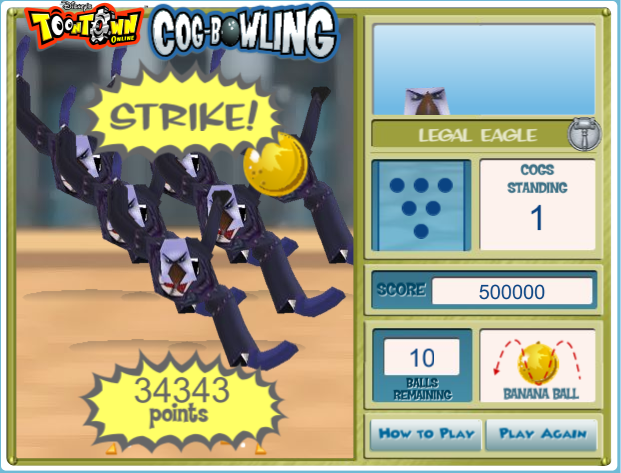 Disney's
TOONTOWN
ONLINE
COG-BOWLING
STRIKE!
34343
points
LEGAL EAGLE
COGS
STANDING
1
SCORE 500000
10
BALLS
REMAINING
BANANA BALL
HOW TO PLAY
PLAY AGAIN